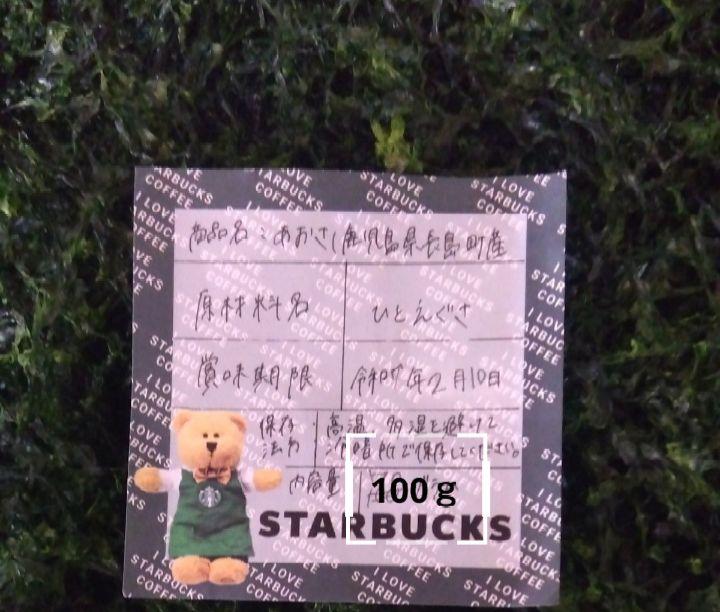 商品名:あおさ(鹿児島県長島町産
原材料名 ひとえぐさ
賞味期限 令和7年2月10日
保存方法 高温、多湿を避けて
冷暗所で保存してください。
内容量 100g
STARBUCKS
I LOVE STARBUCKS COFFEE